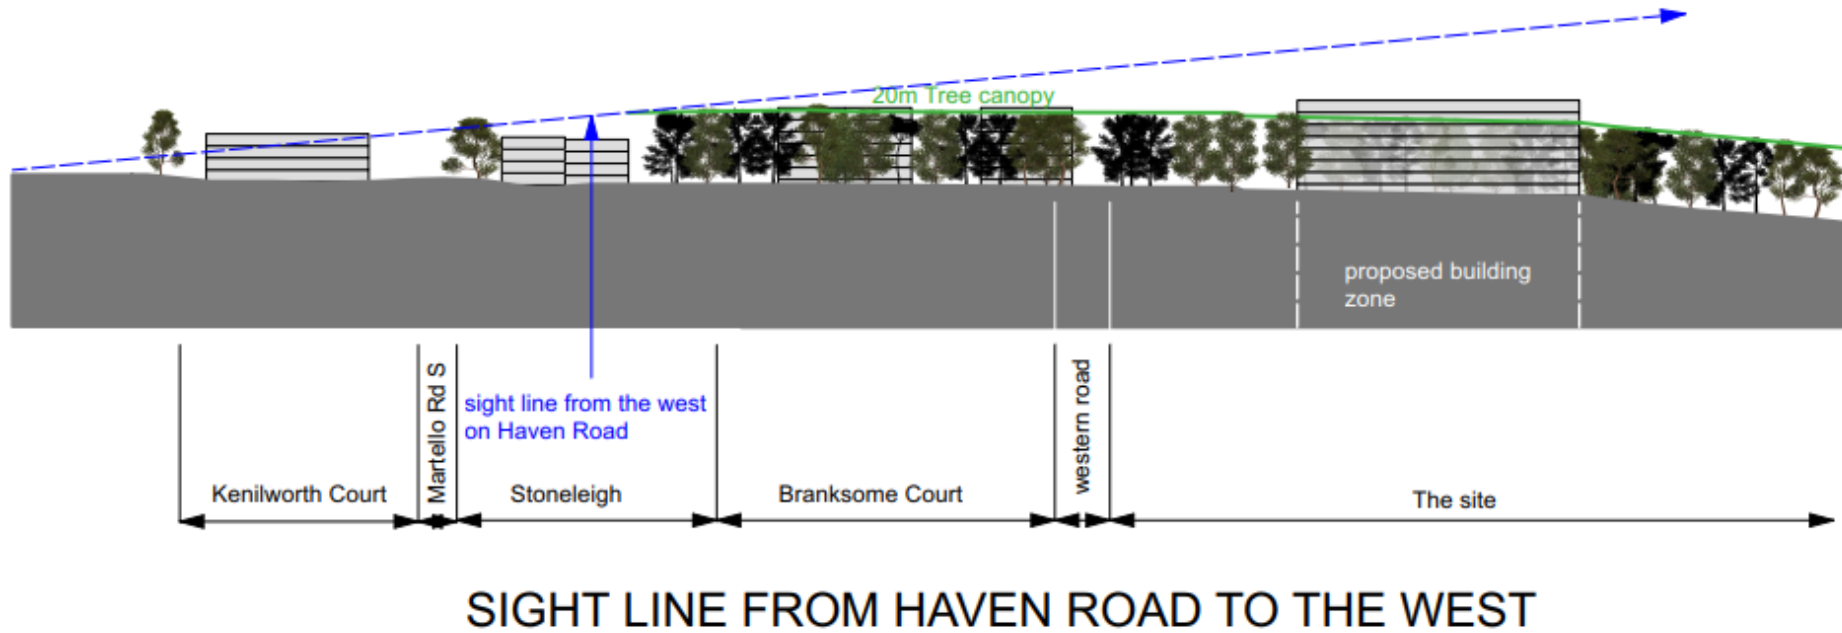 20m Tree canopy
proposed building
zone
Martello Rd S
sight line from the west
on Haven Road
western road
Kenilworth Court
Stoneleigh
Branksome Court
The site
SIGHT LINE FROM HAVEN ROAD TO THE WEST